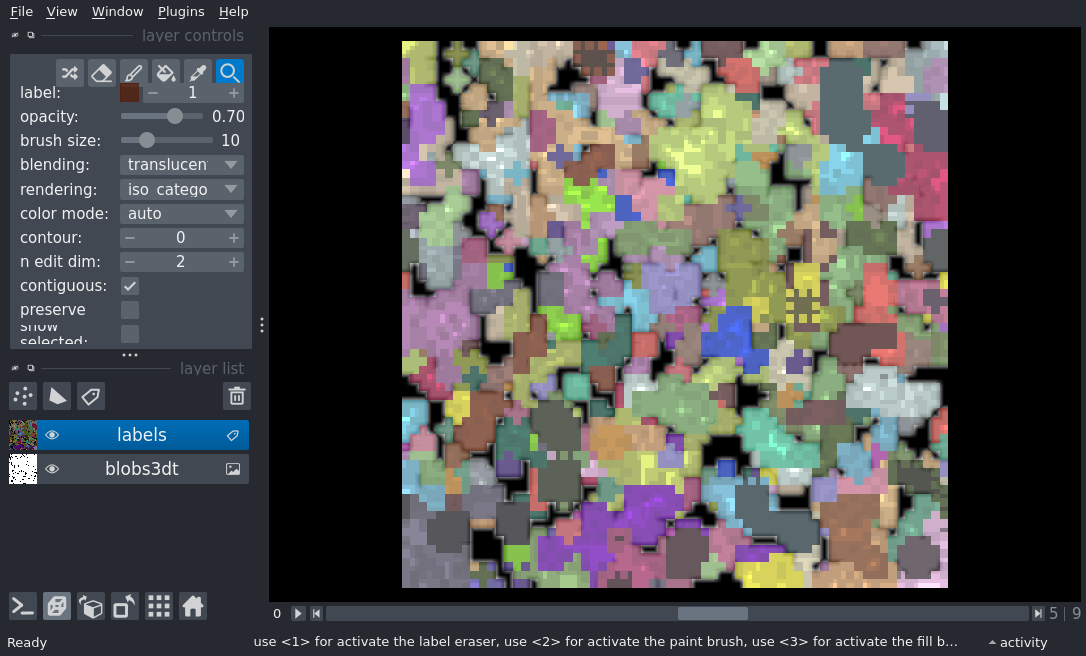 File View Window Plugins Help
layer controls
label: 1
opacity: 0.70
brush size: 10
blending: translucen
rendering: iso_catego
color mode: auto
contour: 0
n edit dim: 2
contiguous:
preserve
show
selected:
layer list
labels
blobs3dt
0 5 | 9
Ready use <1> for activate the label eraser, use <2> for activate the paint brush, use <3> for activate the fill b... activity